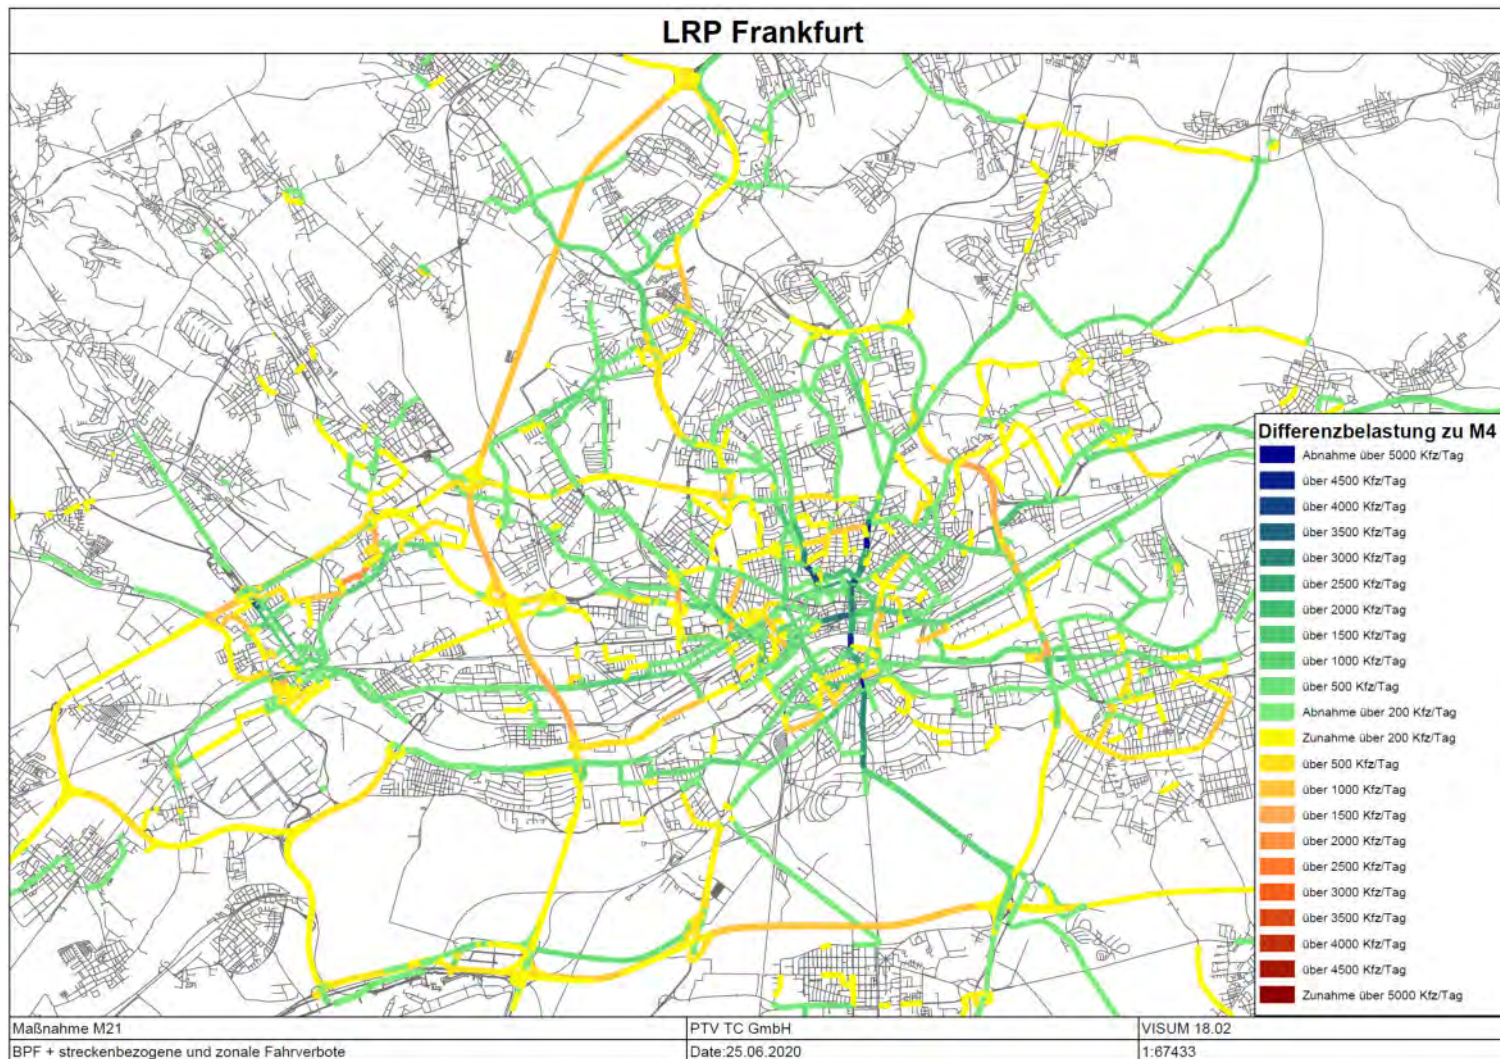 LRP Frankfurt
Differenzbelastung zu M4
Abnahme über 5000 Kfz/Tag
über 4500 Kfz/Tag
über 4000 Kfz/Tag
über 3500 Kfz/Tag
über 3000 Kfz/Tag
über 2500 Kfz/Tag
über 2000 Kfz/Tag
über 1500 Kfz/Tag
über 1000 Kfz/Tag
über 500 Kfz/Tag
Abnahme über 200 Kfz/Tag
Zunahme über 200 Kfz/Tag
über 500 Kfz/Tag
über 1000 Kfz/Tag
über 1500 Kfz/Tag
über 2000 Kfz/Tag
über 2500 Kfz/Tag
über 3000 Kfz/Tag
über 3500 Kfz/Tag
über 4000 Kfz/Tag
über 4500 Kfz/Tag
Zunahme über 5000 Kfz/Tag
Maßnahme M21
PTV TC GmbH
VISUM 18.02
BPF + streckenbezogene und zonale Fahrverbote
Date:25.06.2020
1:67433